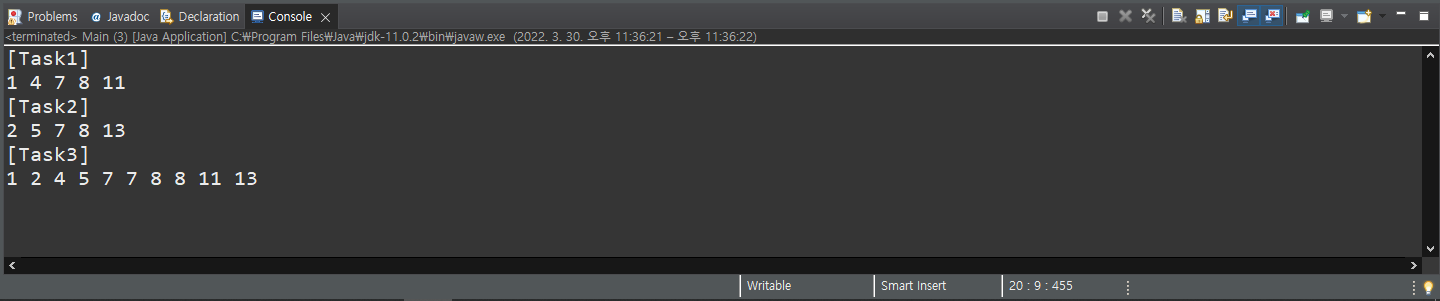 Problems Javadoc Declaration Console
<terminated> Main (3) [Java Application] C:₩Program Files₩Java₩jdk-11.0.2₩bin₩javaw.exe (2022. 3. 30. 오후 11:36:21 – 오후 11:36:22)
[Task1]
1 4 7 8 11
[Task2]
2 5 7 8 13
[Task3]
1 2 4 5 7 7 8 8 11 13
Writable Smart Insert 20 : 9 : 455